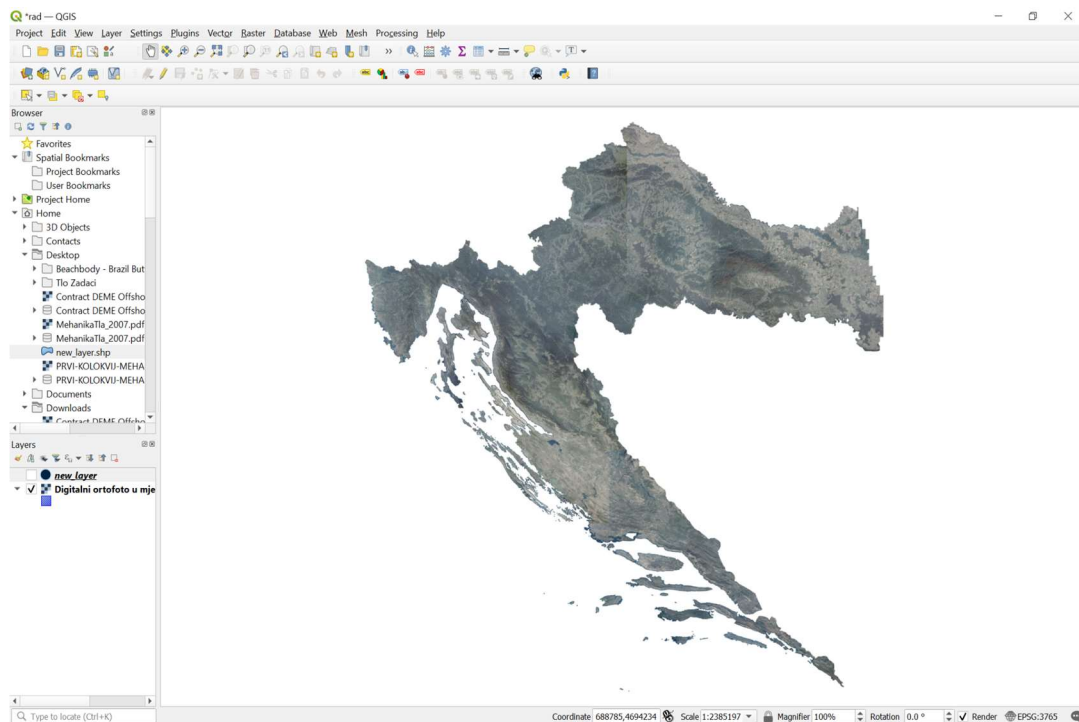 *rad — QGIS
Project Edit View Layer Settings Plugins Vector Raster Database Web Mesh Processing Help
Browser
Favorites
Spatial Bookmarks
Project Bookmarks
User Bookmarks
Project Home
Home
3D Objects
Contacts
Desktop
Beachbody - Brazil But
Tlo Zadaci
Contract DEME Offsho
Contract DEME Offsho
MehanikaTla_2007.pdf
MehanikaTla_2007.pdf
new_layer.shp
PRVI-KOLOKVIJ-MEHA
PRVI-KOLOKVIJ-MEHA
Documents
Downloads
Contract DEME Offsho
Layers
new_layer
Digitalni ortofoto u mje
Type to locate (Ctrl+K) Coordinate 688785,4694234 Scale 1:2385197 Magnifier 100% Rotation 0.0 ° Render EPSG:3765